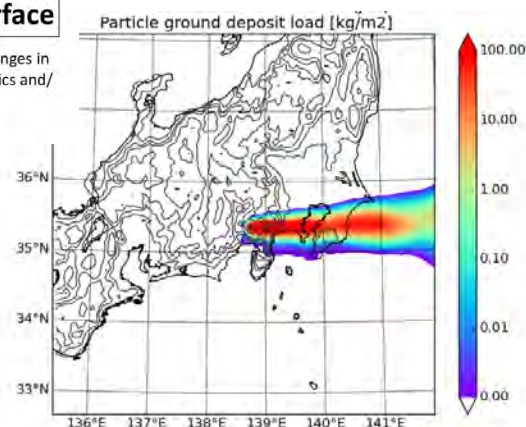 rface
nges in
ics and/
Particle ground deposit load [kg/m2]
100.00
10.00
1.00
0.10
0.01
0.00
36°N
35°N
34°N
33°N
136°E 137°E 138°E 139°E 140°E 141°E